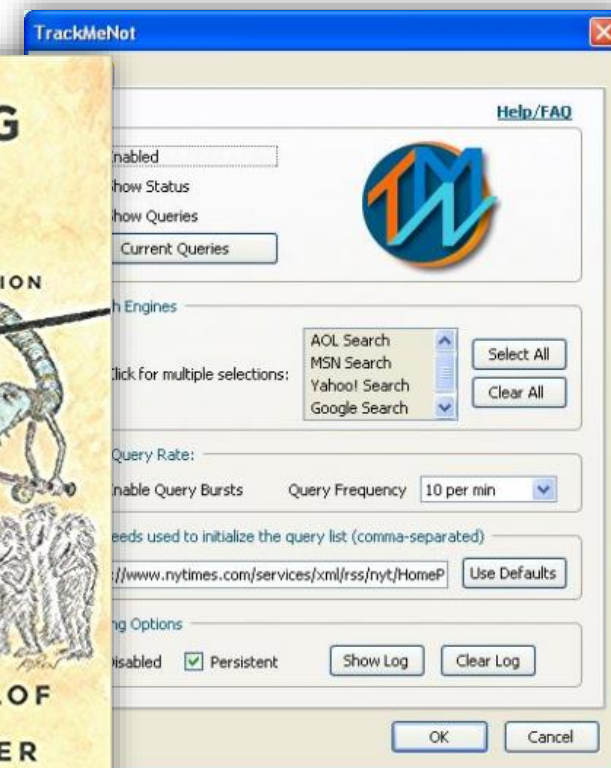 TrackMeNot
G
Help/FAQ
nabled
how Status
how Queries
Current Queries
ION
h Engines
AOL Search
MSN Search
Yahoo! Search
Google Search
Select All
Clear All
lick for multiple selections:
Query Rate:
nable Query Bursts
Query Frequency
10 per min
eeds used to initialize the query list (comma-separated)
://www.nytimes.com/services/xml/rss/nyt/HomeP
Use Defaults
ng Options
isabled
Persistent
Show Log
Clear Log
OF
OK
Cancel
ER